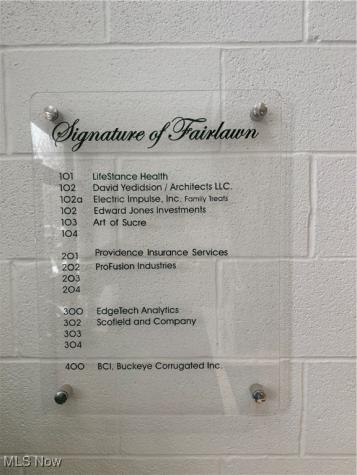 Signature of Fairlawn
101 LifeStance Health
102 David Yedidsion / Architects LLC.
102a Electric Impulse, Inc. Family Treats
102 Edward Jones Investments
103 Art of Sucre
104
201 Providence Insurance Services
202 ProFusion Industries
203
204
300 EdgeTech Analytics
302 Scofield and Company
303
304
400 BCI, Buckeye Corrugated Inc.
MLS Now